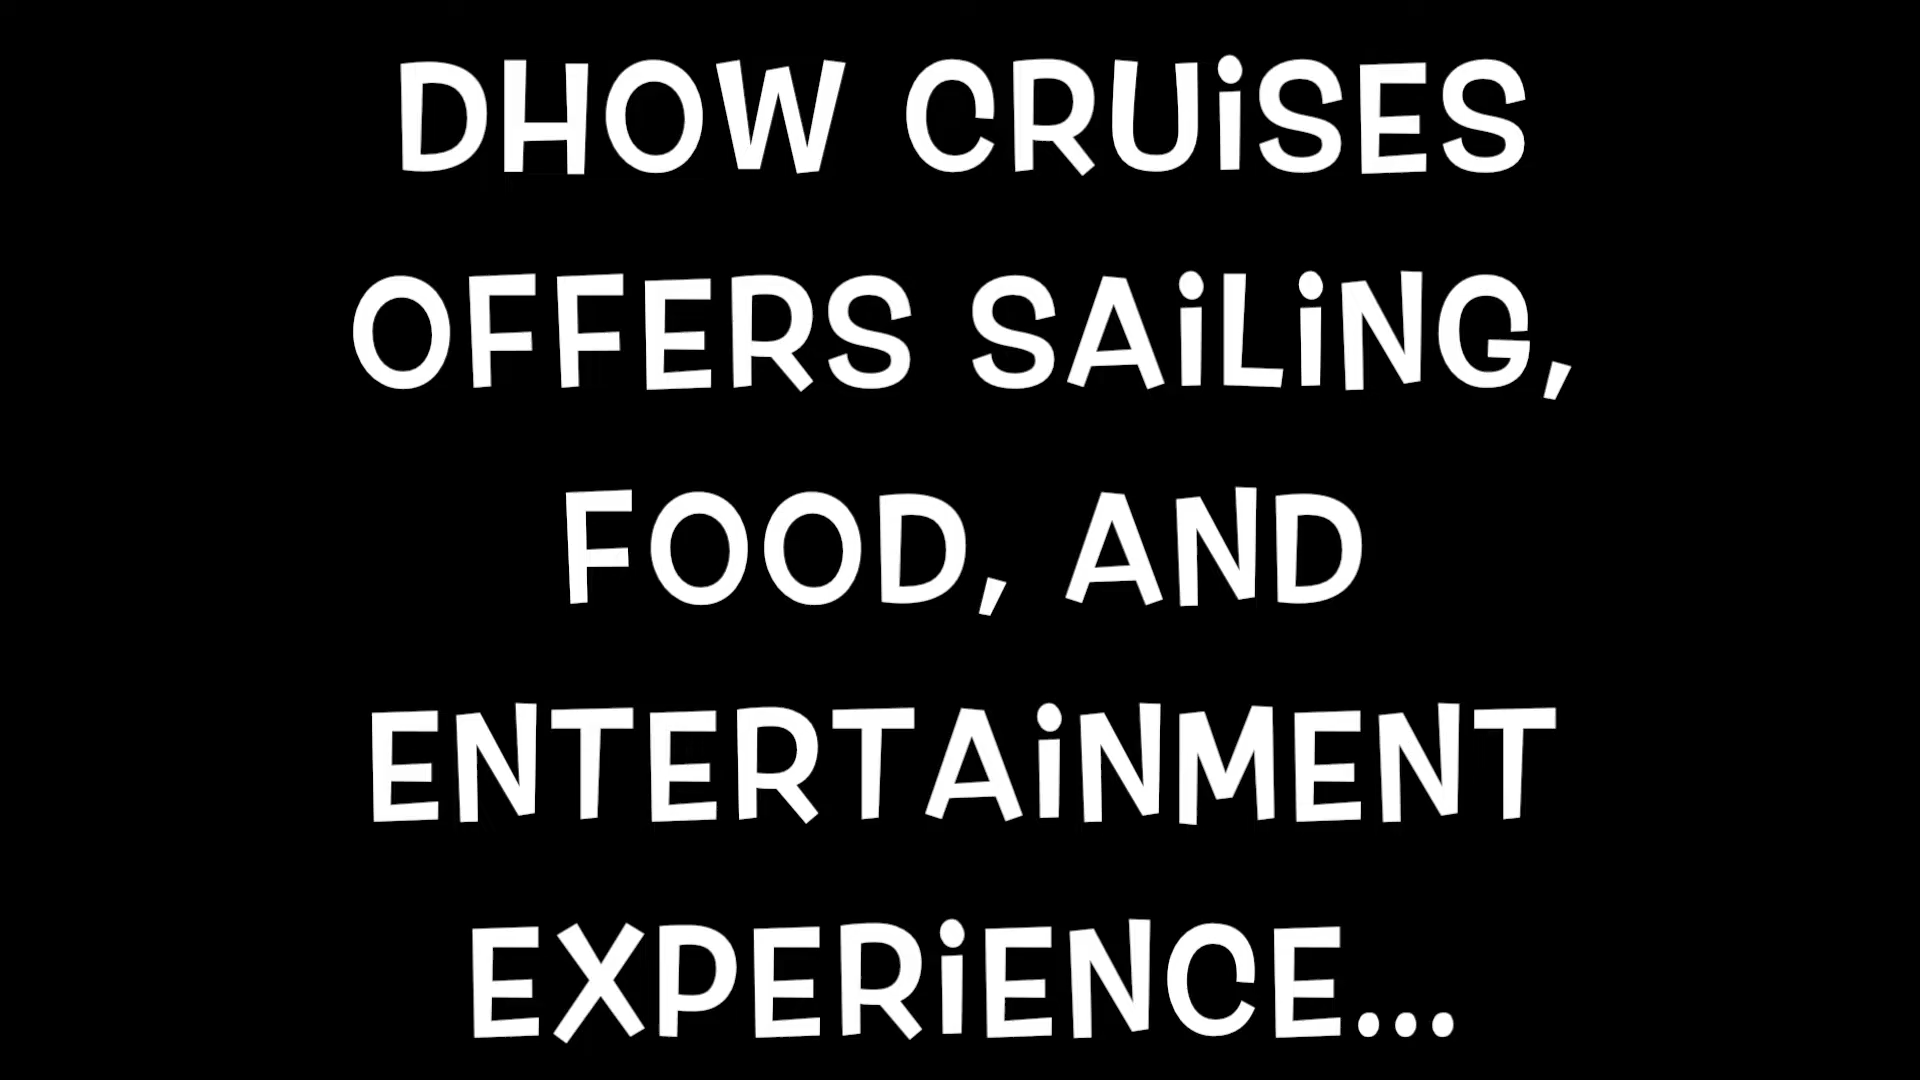 DHOW CRUiSES
OFFERS SAiLiNG,
FOOD, AND
ENTERTAiNMENT
EXPERiENCE...